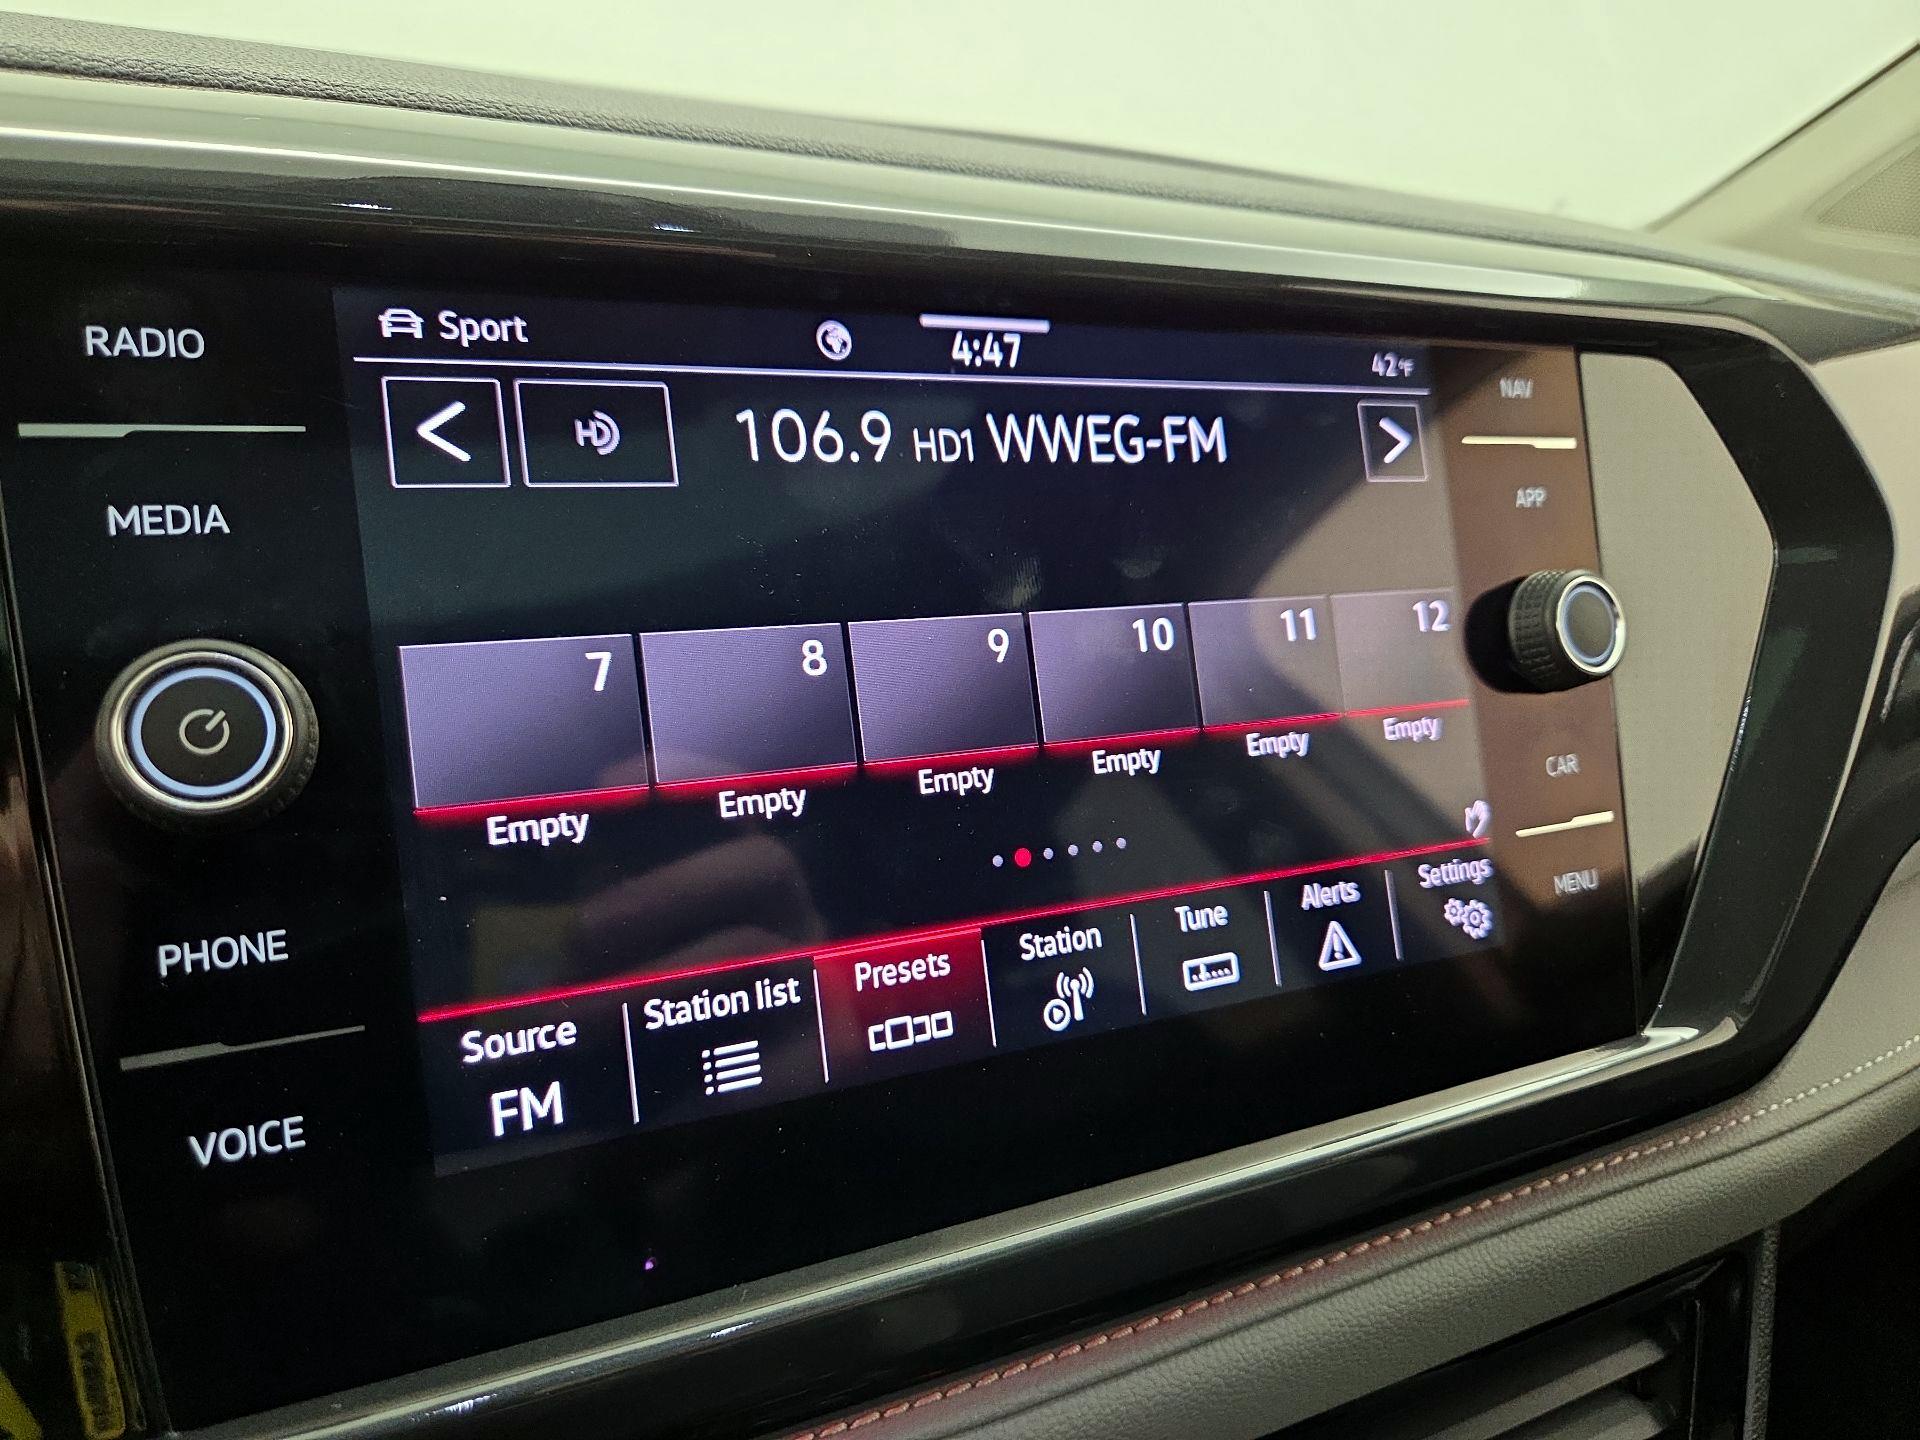 RADIO
MEDIA
PHONE
VOICE
Sport
4:47
42°F
HD
106.9 HD1 WWEG-FM
7 8 9 10 11 12
Empty Empty Empty Empty Empty Empty
Source
FM
Station list
Presets
Station
Tune
Alerts
Settings
NAV
APP
CAR
MENU